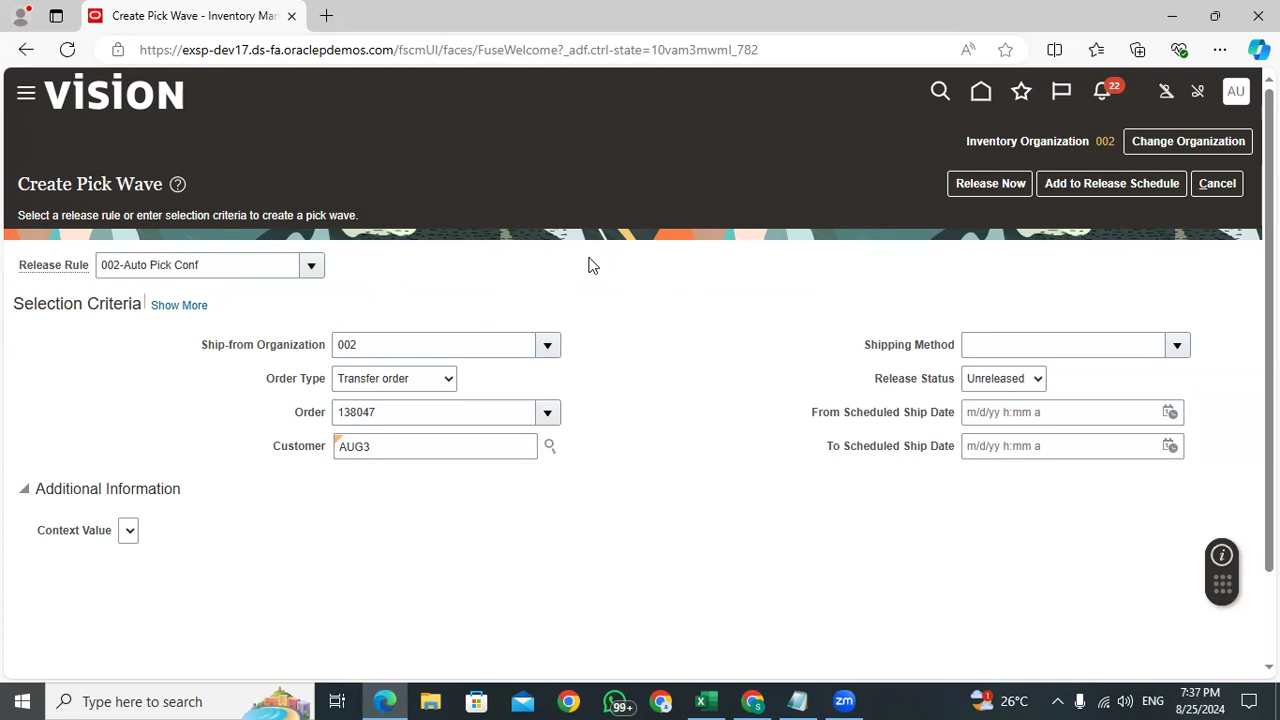 Create Pick Wave - Inventory Mar
https://exsp-dev17.ds-fa.oraclepdemos.com/fscmUI/faces/FuseWelcome?_adf.ctrl-state=10vam3mwml_782
VISION
22
AU
Inventory Organization 002 Change Organization
Create Pick Wave ?
Release Now Add to Release Schedule Cancel
Select a release rule or enter selection criteria to create a pick wave.
Release Rule 002-Auto Pick Conf
Selection Criteria Show More
Ship-from Organization 002
Shipping Method
Order Type Transfer order
Release Status Unreleased
Order 138047
From Scheduled Ship Date m/d/yy h:mm a
Customer AUG3
To Scheduled Ship Date m/d/yy h:mm a
Additional Information
Context Value
Type here to search
99+
1
26°C
ENG
7:37 PM
8/25/2024